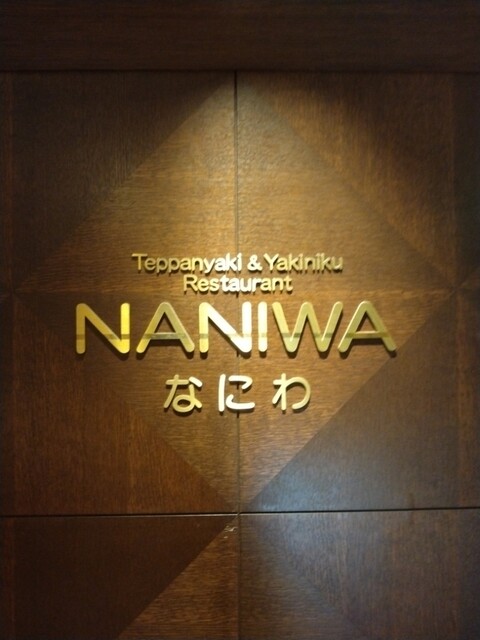 Teppanyaki & Yakiniku
Restaurant
NANIWA
なにわ